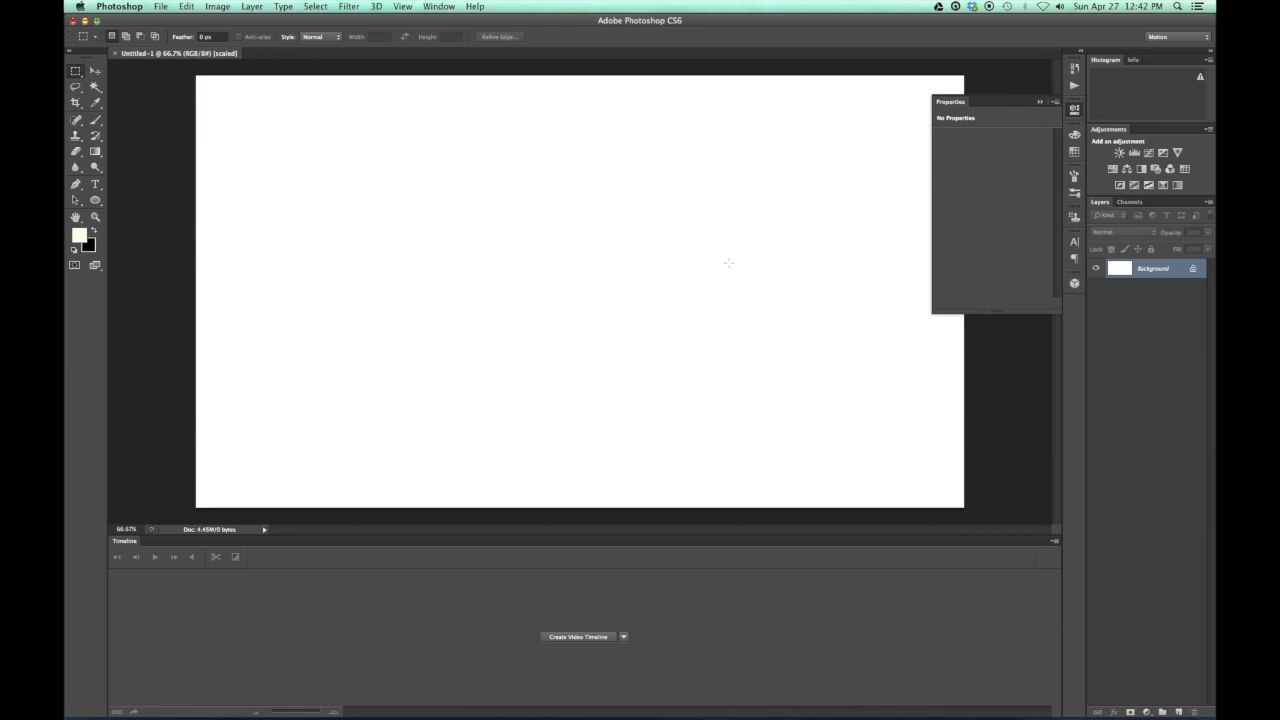 Photoshop File Edit Image Layer Type Select Filter 3D View Window Help Sun Apr 27 12:42 PM
Adobe Photoshop CS6
Feather: 0 px Anti-alias Style: Normal Width: Height: Refine Edge... Motion
× Untitled-1 @ 66.7% (RGB/8#) [scaled]
Histogram Info
Properties
No Properties
Adjustments
Add an adjustment
Layers Channels
Kind
Normal Opacity:
Lock: Fill:
Background
T
A
66.67% Doc: 4.45M/0 bytes
Timeline
Create Video Timeline
fx